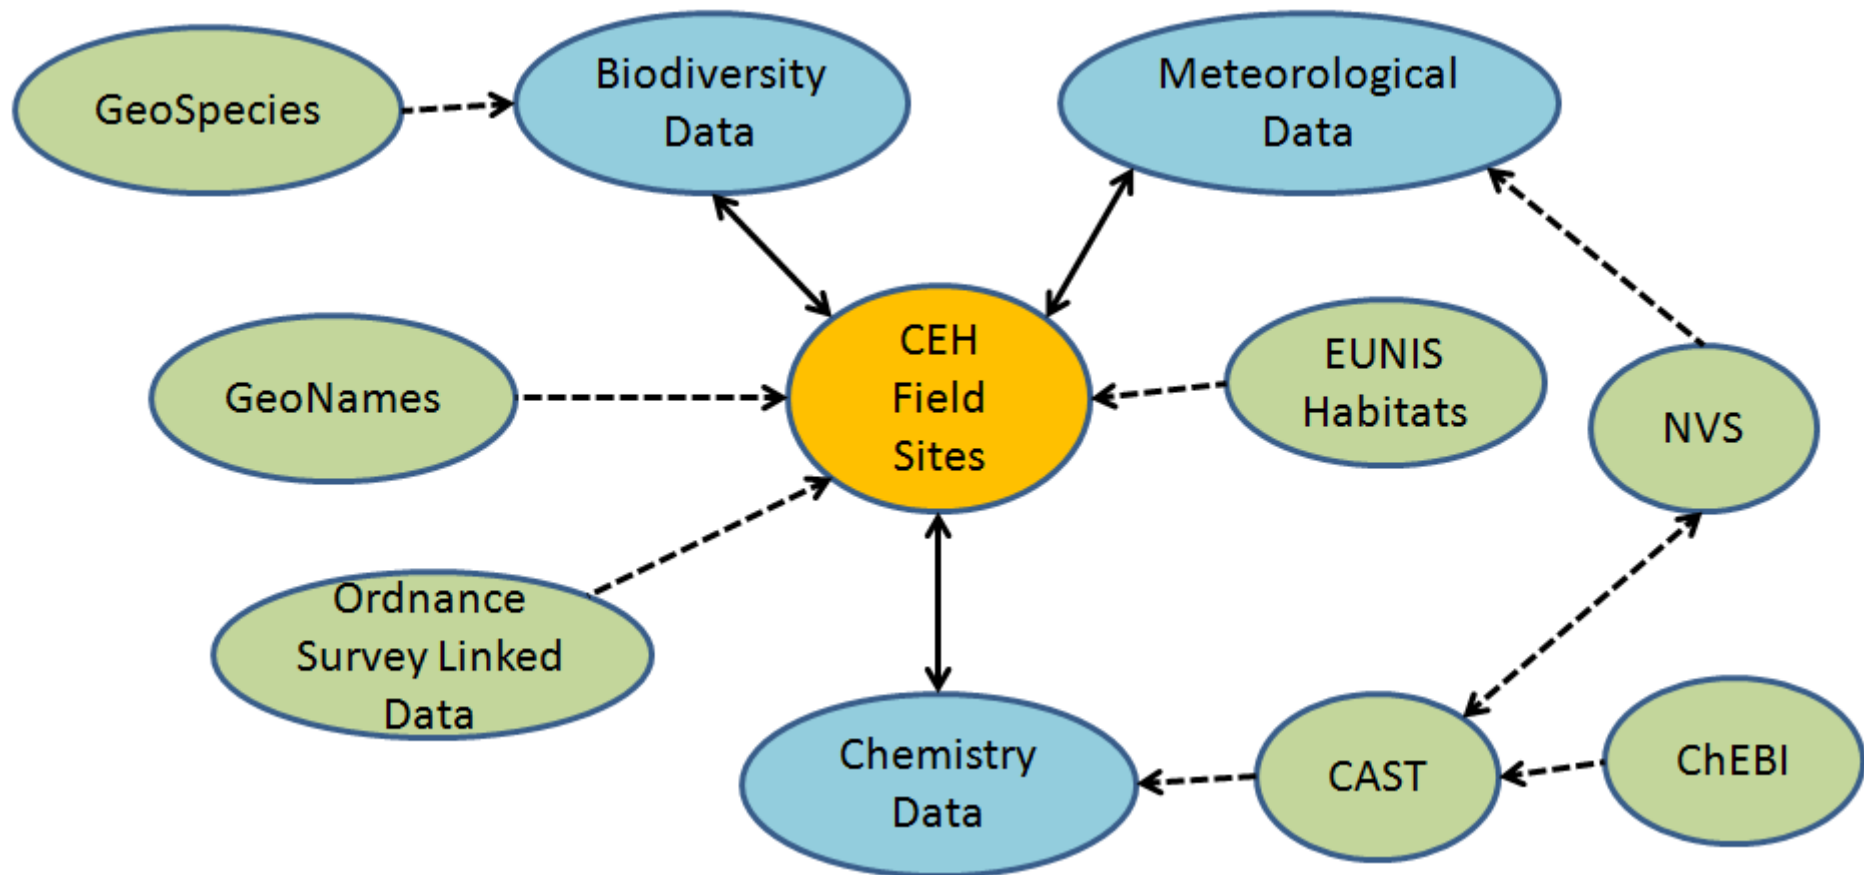 GeoSpecies
Biodiversity
Data
Meteorological
Data
GeoNames
CEH
Field
Sites
EUNIS
Habitats
NVS
Ordnance
Survey Linked
Data
Chemistry
Data
CAST
ChEBI